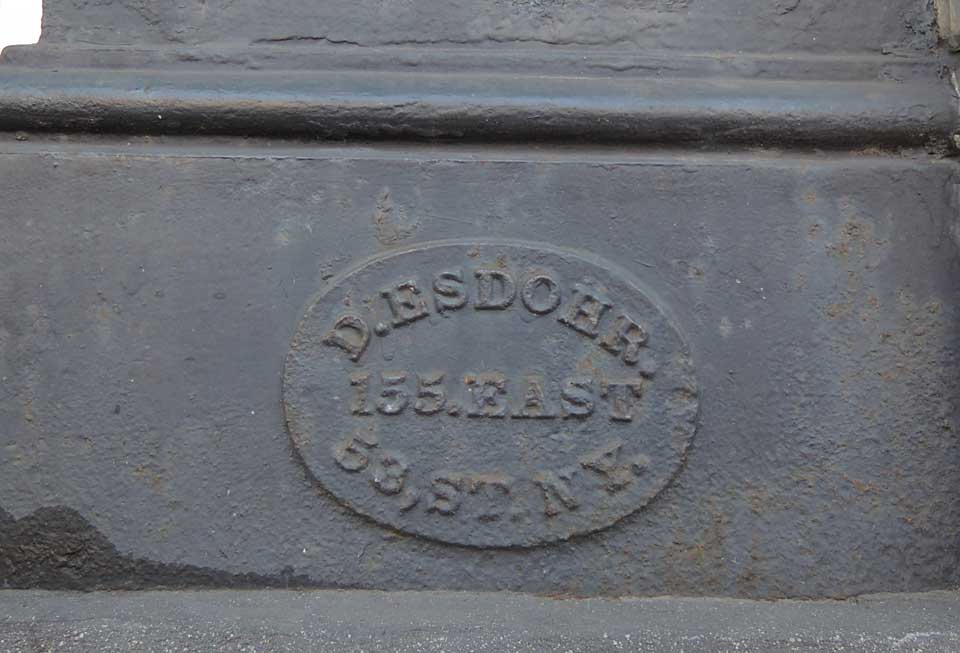 D. ESDOHR.
155. EAST
53, ST. N.Y.